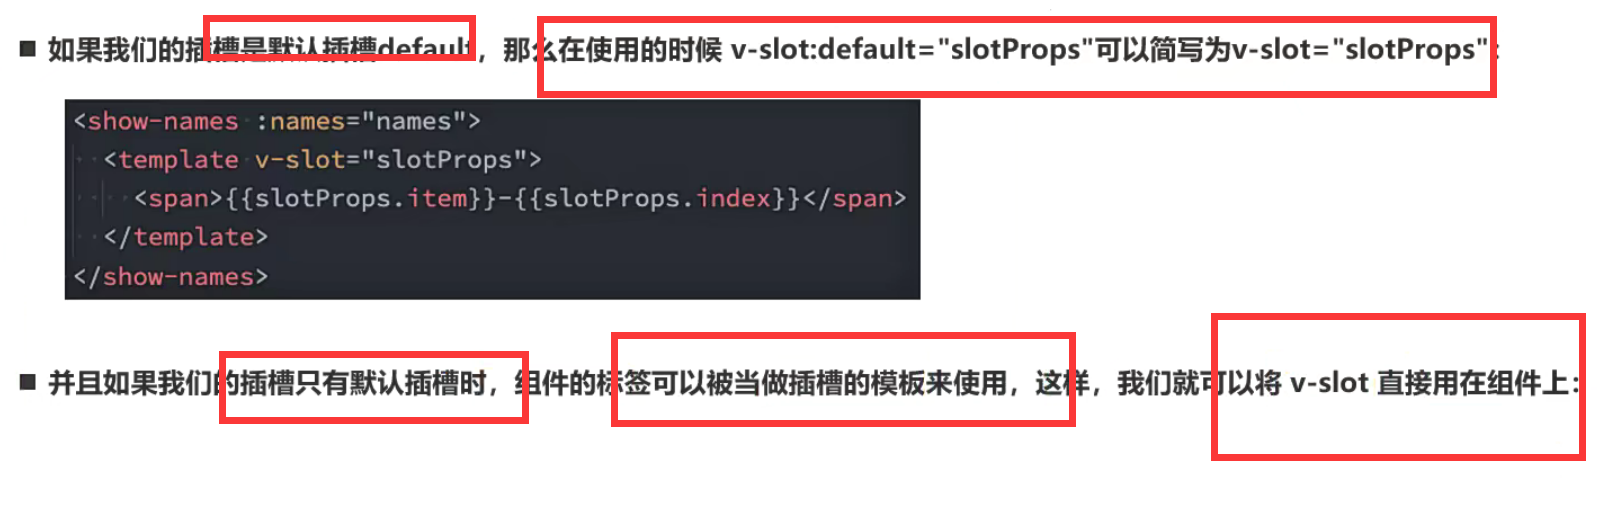 ■ 如果我们的插槽是默认插槽default，那么在使用的时候 v-slot:default="slotProps"可以简写为v-slot="slotProps"：
<show-names :names="names">
<template v-slot="slotProps">
<span>{{slotProps.item}}-{{slotProps.index}}</span>
</template>
</show-names>
■ 并且如果我们的插槽只有默认插槽时，组件的标签可以被当做插槽的模板来使用，这样，我们就可以将 v-slot 直接用在组件上：